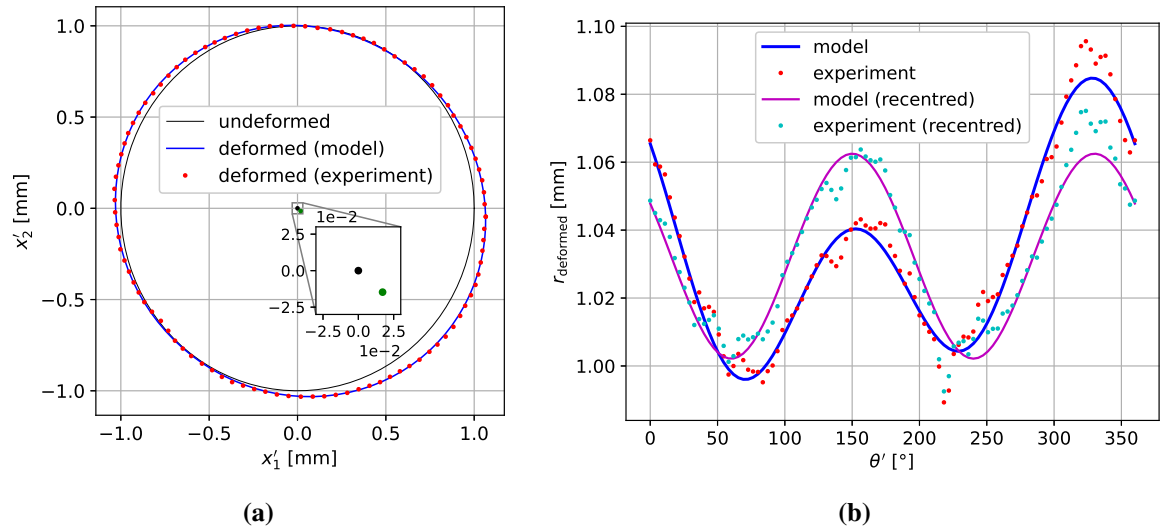 1.0
0.5
0.0
−0.5
−1.0
x′₂ [mm]
undeformed
deformed (model)
deformed (experiment)
1e−2
2.5
0.0
−2.5
−2.5 0.0 2.5
1e−2
−1.0 −0.5 0.0 0.5 1.0
x′₁ [mm]
(a)
1.10
1.08
1.06
1.04
1.02
1.00
r_deformed [mm]
model
experiment
model (recentred)
experiment (recentred)
0 50 100 150 200 250 300 350
θ′ [°]
(b)